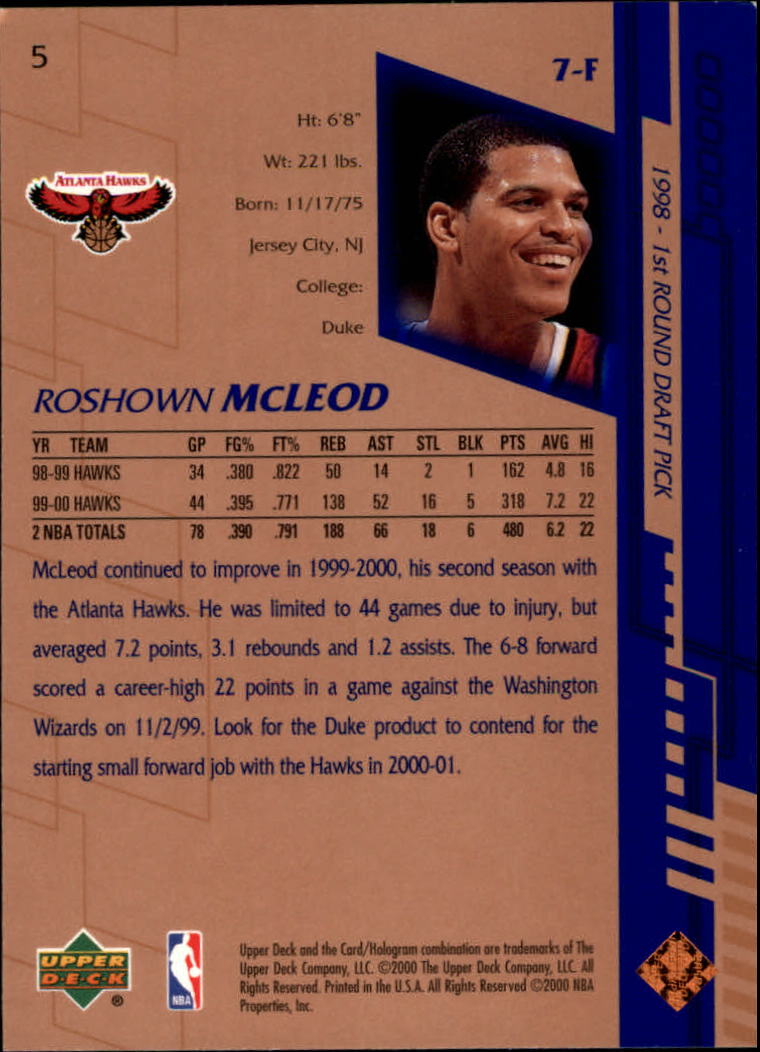 5
7-F
Ht: 6'8"
Wt: 221 lbs.
Born: 11/17/75
Jersey City, NJ
College:
Duke
ATLANTA HAWKS
1998 - 1st ROUND DRAFT PICK
ROSHOWN MCLEOD
YR TEAM GP FG% FT% REB AST STL BLK PTS AVG HI
98-99 HAWKS 34 .380 .822 50 14 2 1 162 4.8 16
99-00 HAWKS 44 .395 .771 138 52 16 5 318 7.2 22
2 NBA TOTALS 78 .390 .791 188 66 18 6 480 6.2 22
McLeod continued to improve in 1999-2000, his second season with
the Atlanta Hawks. He was limited to 44 games due to injury, but
averaged 7.2 points, 3.1 rebounds and 1.2 assists. The 6-8 forward
scored a career-high 22 points in a game against the Washington
Wizards on 11/2/99. Look for the Duke product to contend for the
starting small forward job with the Hawks in 2000-01.
UPPER
D·E·C·K
®
NBA
Upper Deck and the Card/Hologram combination are trademarks of The
Upper Deck Company, LLC. ©2000 The Upper Deck Company, LLC. All
Rights Reserved. Printed in the U.S.A. All Rights Reserved ©2000 NBA
Properties, Inc.